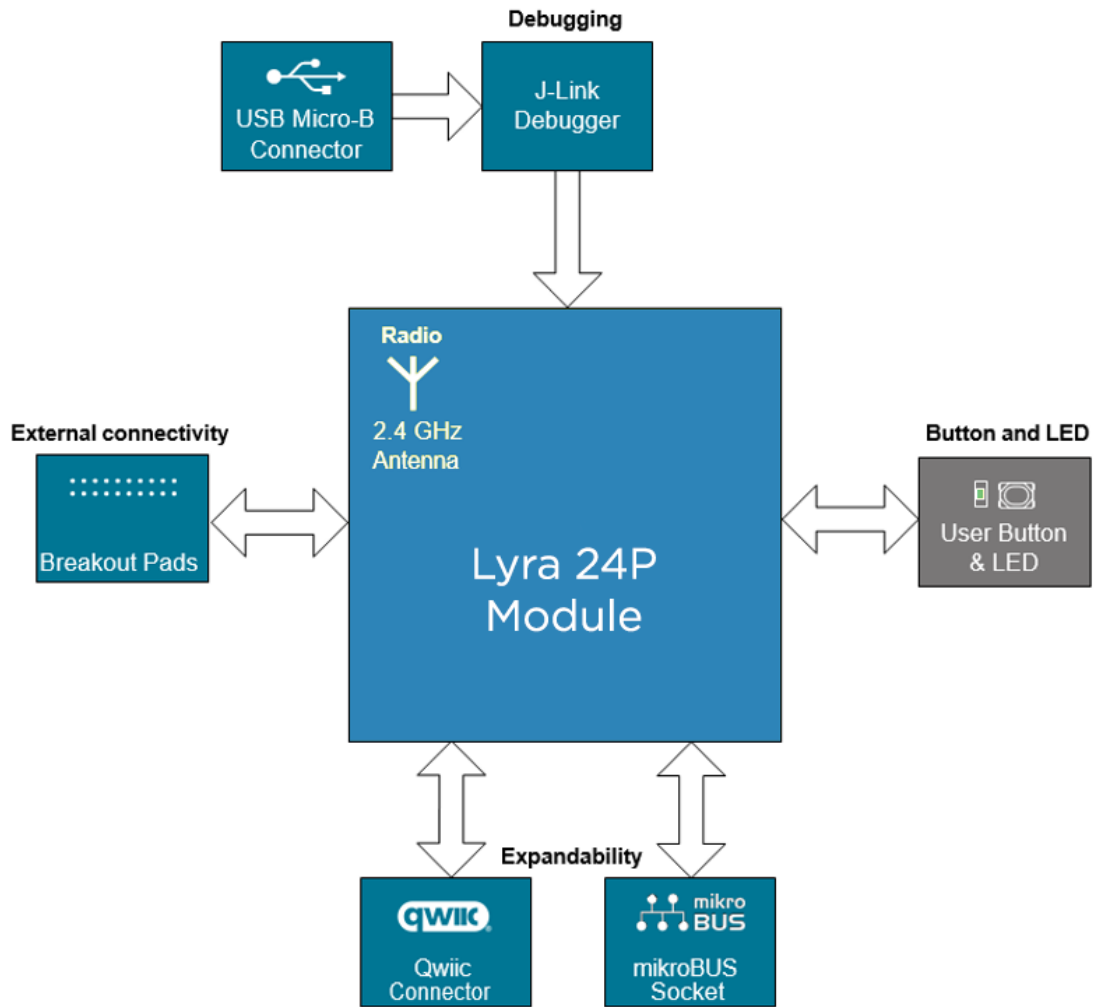 Debugging
USB Micro-B
Connector
J-Link
Debugger
Radio
2.4 GHz
Antenna
Lyra 24P
Module
External connectivity
Breakout Pads
Button and LED
User Button
& LED
Expandability
qwiic
Qwiic
Connector
mikro
BUS
mikroBUS
Socket